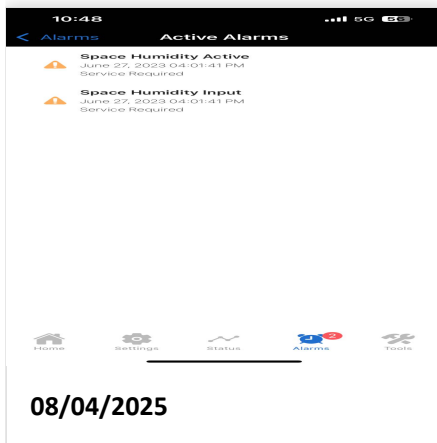 10:48
5G
Alarms
Active Alarms
Space Humidity Active
June 27, 2023 04:01:41 PM
Service Required
Space Humidity Input
June 27, 2023 04:01:41 PM
Service Required
2
Home
Settings
Status
Alarms
Tools
08/04/2025